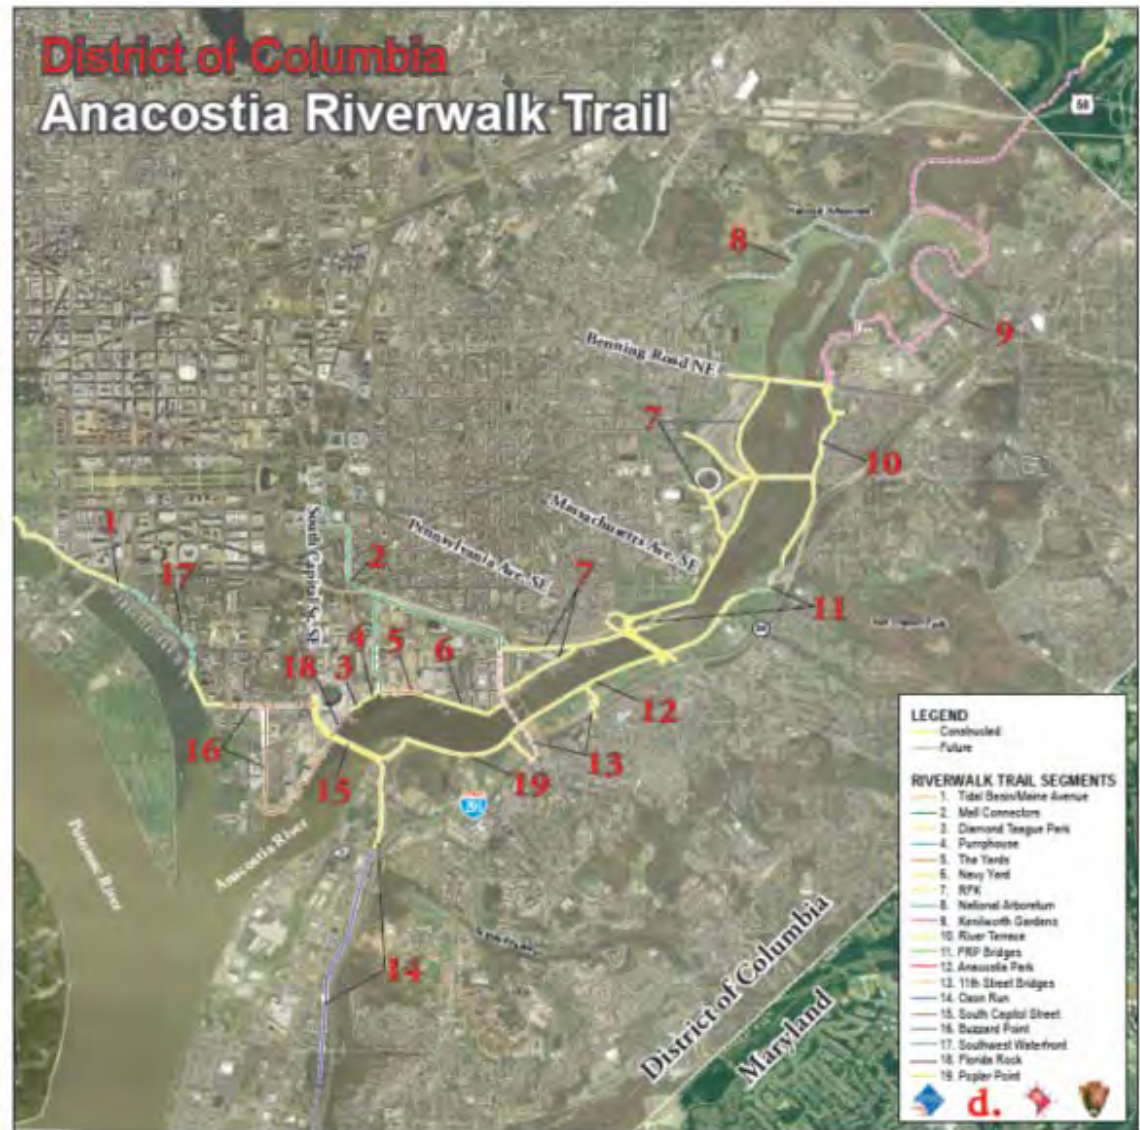 District of Columbia
Anacostia Riverwalk Trail
50
8
9
Benning Road NE
7
10
Massachusetts Ave. SE
Pennsylvania Ave. SE
South Capitol St. SE
1
17
2
7
11
4
5
6
3
18
12
13
19
16
15
14
Potomac River
Anacostia River
District of Columbia
Maryland
LEGEND
Constructed
Future
RIVERWALK TRAIL SEGMENTS
1. Tidal Basin/Maine Avenue
2. Mall Connectors
3. Diamond Teague Park
4. Pumphouse
5. The Yards
6. Navy Yard
7. RFK
8. National Arboretum
9. Kenilworth Gardens
10. River Terrace
11. PRP Bridges
12. Anacostia Park
13. 11th Street Bridges
14. Oxon Run
15. South Capitol Street
16. Buzzard Point
17. Southwest Waterfront
18. Florida Rock
19. Poplar Point
d.